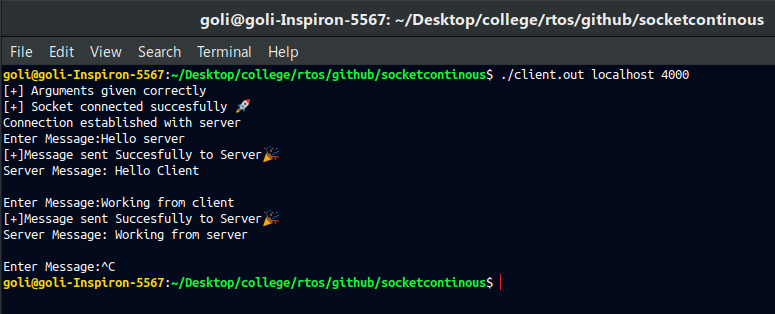 goli@goli-Inspiron-5567: ~/Desktop/college/rtos/github/socketcontinous
File Edit View Search Terminal Help
goli@goli-Inspiron-5567:~/Desktop/college/rtos/github/socketcontinous$ ./client.out localhost 4000
[+] Arguments given correctly
[+] Socket connected succesfully 🚀
Connection established with server
Enter Message:Hello server
[+]Message sent Succesfully to Server🎉
Server Message: Hello Client
Enter Message:Working from client
[+]Message sent Succesfully to Server🎉
Server Message: Working from server
Enter Message:^C
goli@goli-Inspiron-5567:~/Desktop/college/rtos/github/socketcontinous$